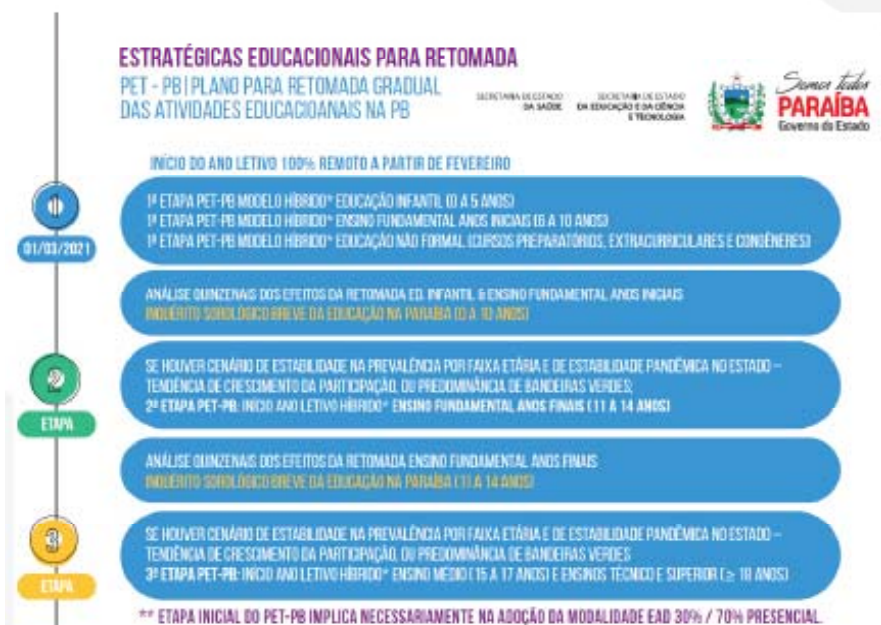 ESTRATÉGICAS EDUCACIONAIS PARA RETOMADA
PET - PB | PLANO PARA RETOMADA GRADUAL
DAS ATIVIDADES EDUCACIOANAIS NA PB
SECRETARIA DE ESTADO
DA SAÚDE
SECRETARIA DE ESTADO
DA EDUCAÇÃO E DA CIÊNCIA
E TECNOLOGIA
Somos todos
PARAÍBA
Governo do Estado
INÍCIO DO ANO LETIVO 100% REMOTO A PARTIR DE FEVEREIRO
1
01/03/2021
1ª ETAPA PET-PB MODELO HÍBRIDO* EDUCAÇÃO INFANTIL (0 A 5 ANOS)
1ª ETAPA PET-PB MODELO HÍBRIDO* ENSINO FUNDAMENTAL ANOS INICIAIS (6 A 10 ANOS)
1ª ETAPA PET-PB MODELO HÍBRIDO* EDUCAÇÃO NÃO FORMAL (CURSOS PREPARATÓRIOS, EXTRACURRICULARES E CONGÊNERES)
ANÁLISE QUINZENAIS DOS EFEITOS DA RETOMADA ED. INFANTIL & ENSINO FUNDAMENTAL ANOS INICIAIS
INQUÉRITO SOROLÓGICO BREVE DA EDUCAÇÃO NA PARAÍBA (0 A 10 ANOS)
2
ETAPA
SE HOUVER CENÁRIO DE ESTABILIDADE NA PREVALÊNCIA POR FAIXA ETÁRIA E DE ESTABILIDADE PANDÊMICA NO ESTADO –
TENDÊNCIA DE CRESCIMENTO DA PARTICIPAÇÃO, OU PREDOMINÂNCIA DE BANDEIRAS VERDES;
2ª ETAPA PET-PB: INÍCIO ANO LETIVO HÍBRIDO* ENSINO FUNDAMENTAL ANOS FINAIS (11 A 14 ANOS)
ANÁLISE QUINZENAIS DOS EFEITOS DA RETOMADA ENSINO FUNDAMENTAL ANOS FINAIS
INQUÉRITO SOROLÓGICO BREVE DA EDUCAÇÃO NA PARAÍBA (11 A 14 ANOS)
3
ETAPA
SE HOUVER CENÁRIO DE ESTABILIDADE NA PREVALÊNCIA POR FAIXA ETÁRIA E DE ESTABILIDADE PANDÊMICA NO ESTADO –
TENDÊNCIA DE CRESCIMENTO DA PARTICIPAÇÃO, OU PREDOMINÂNCIA DE BANDEIRAS VERDES
3ª ETAPA PET-PB: INÍCIO ANO LETIVO HÍBRIDO* ENSINO MÉDIO (15 A 17 ANOS) E ENSINOS TÉCNICO E SUPERIOR (≥ 18 ANOS)
** ETAPA INICIAL DO PET-PB IMPLICA NECESSARIAMENTE NA ADOÇÃO DA MODALIDADE EAD 30% / 70% PRESENCIAL.